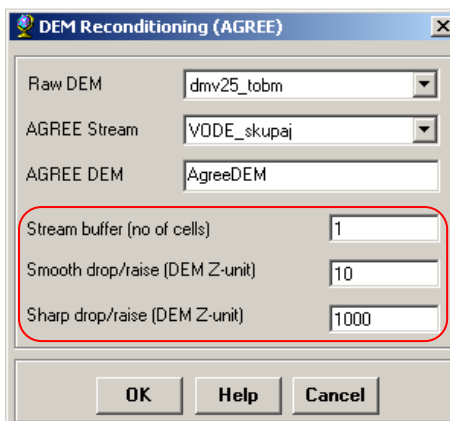 DEM Reconditioning (AGREE)
Raw DEM dmv25_tobm
AGREE Stream VODE_skupaj
AGREE DEM AgreeDEM
Stream buffer (no of cells) 1
Smooth drop/raise (DEM Z-unit) 10
Sharp drop/raise (DEM Z-unit) 1000
OK Help Cancel